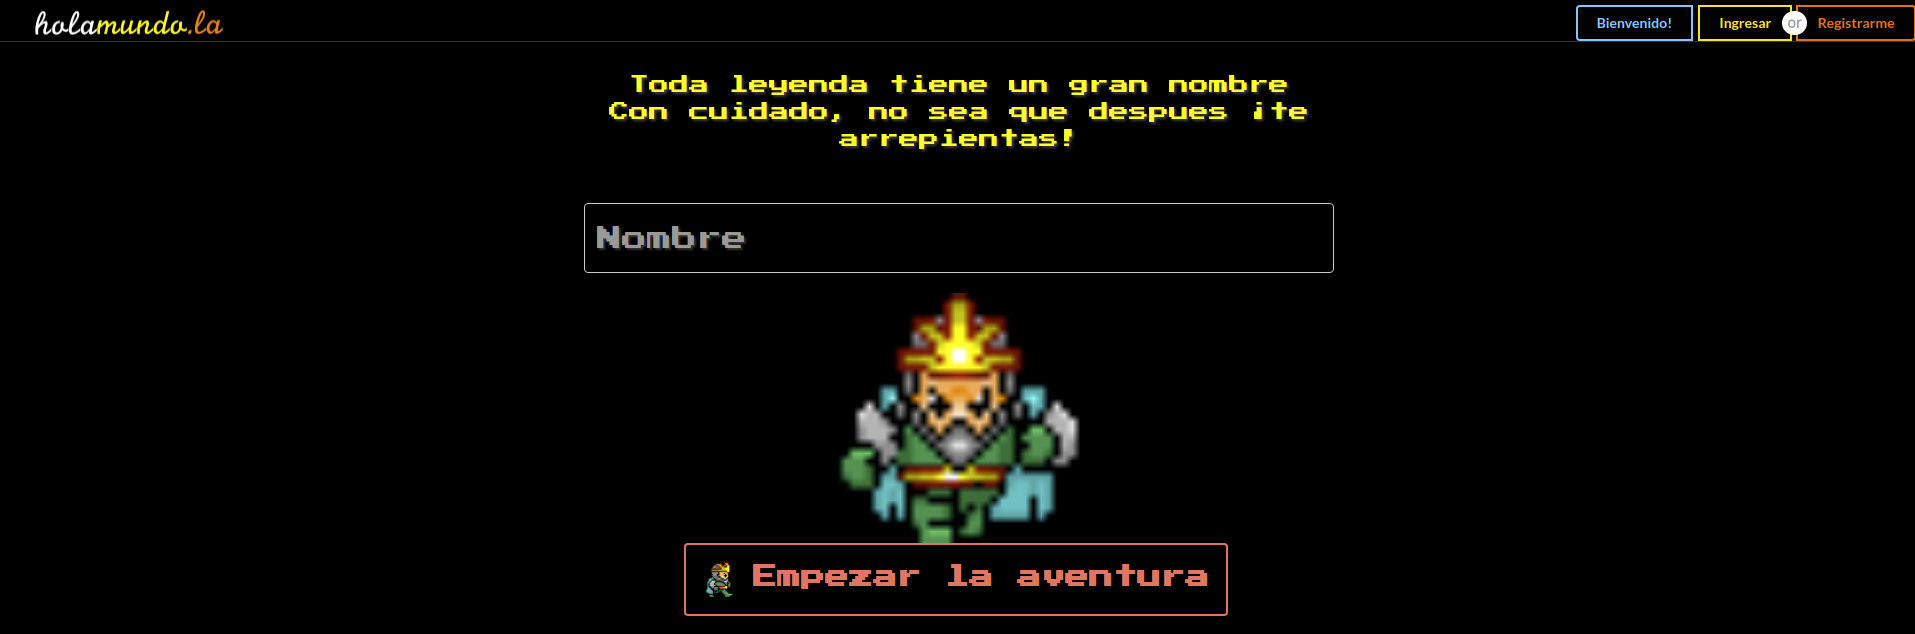 holamundo.la
Bienvenido!
Ingresar
or
Registrarme
Toda leyenda tiene un gran nombre
Con cuidado, no sea que despues ¡te
arrepientas!
Nombre
Empezar la aventura